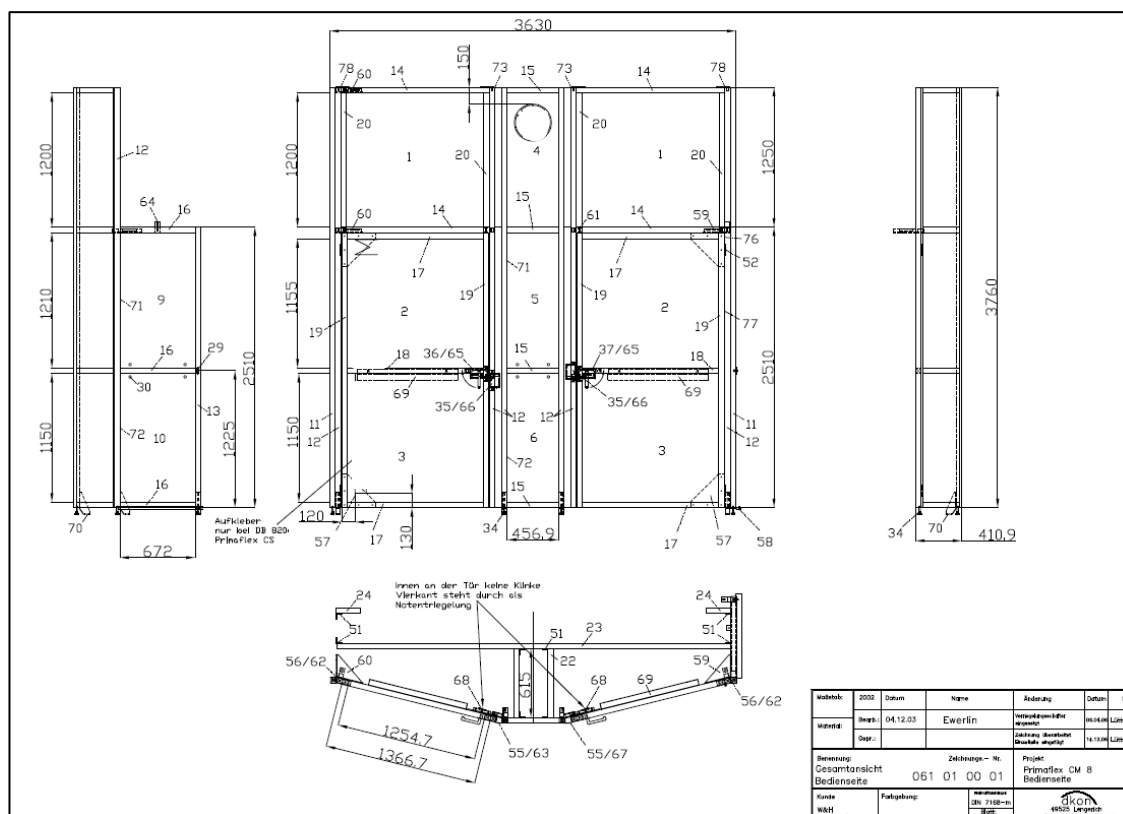 3630
150
78 60 14 73 15 73 14 78
20 20 20
1 4 1
1200 12 1200 20 1250
64 16
60 14 15 61 14 59
76
52
17 71 17
1210 9 71 1155 2 19 5 19 2 19 77
19
3760
16 29 18 36/65 15 37/65 18
30 2510 69 35/66 35/66 69 2510
13 12 12 11
11 12
1150 72 10 1225 1150 3 6 3
72
16 15
70 34 34 70
Aufkleber
nur bei DB 820
Primaflex CS
120 57 17 130 456,9 17 57 58
672 410,9
innen an der Tür keine Klinke
Vierkant steht durch als
Notentriegelung
24 24
51 51 23 51
22
56/62 60 615 59
68 68 69 56/62
1254.7
1366.7
55/63 55/67
Maßstab: 2002 Datum Name Änderung Datum
Material: Bearb.: 04.12.03 Ewerlin
Gepr.:
Benennung: Zeichnungs.- Nr. Projekt
Gesamtansicht Primaflex CM 8
Bedienseite 061 01 00 01 Bedienseite
Kunde Farbgebung: DIN 7168-m dkon
W&H Blatt: 49525 Lengerich